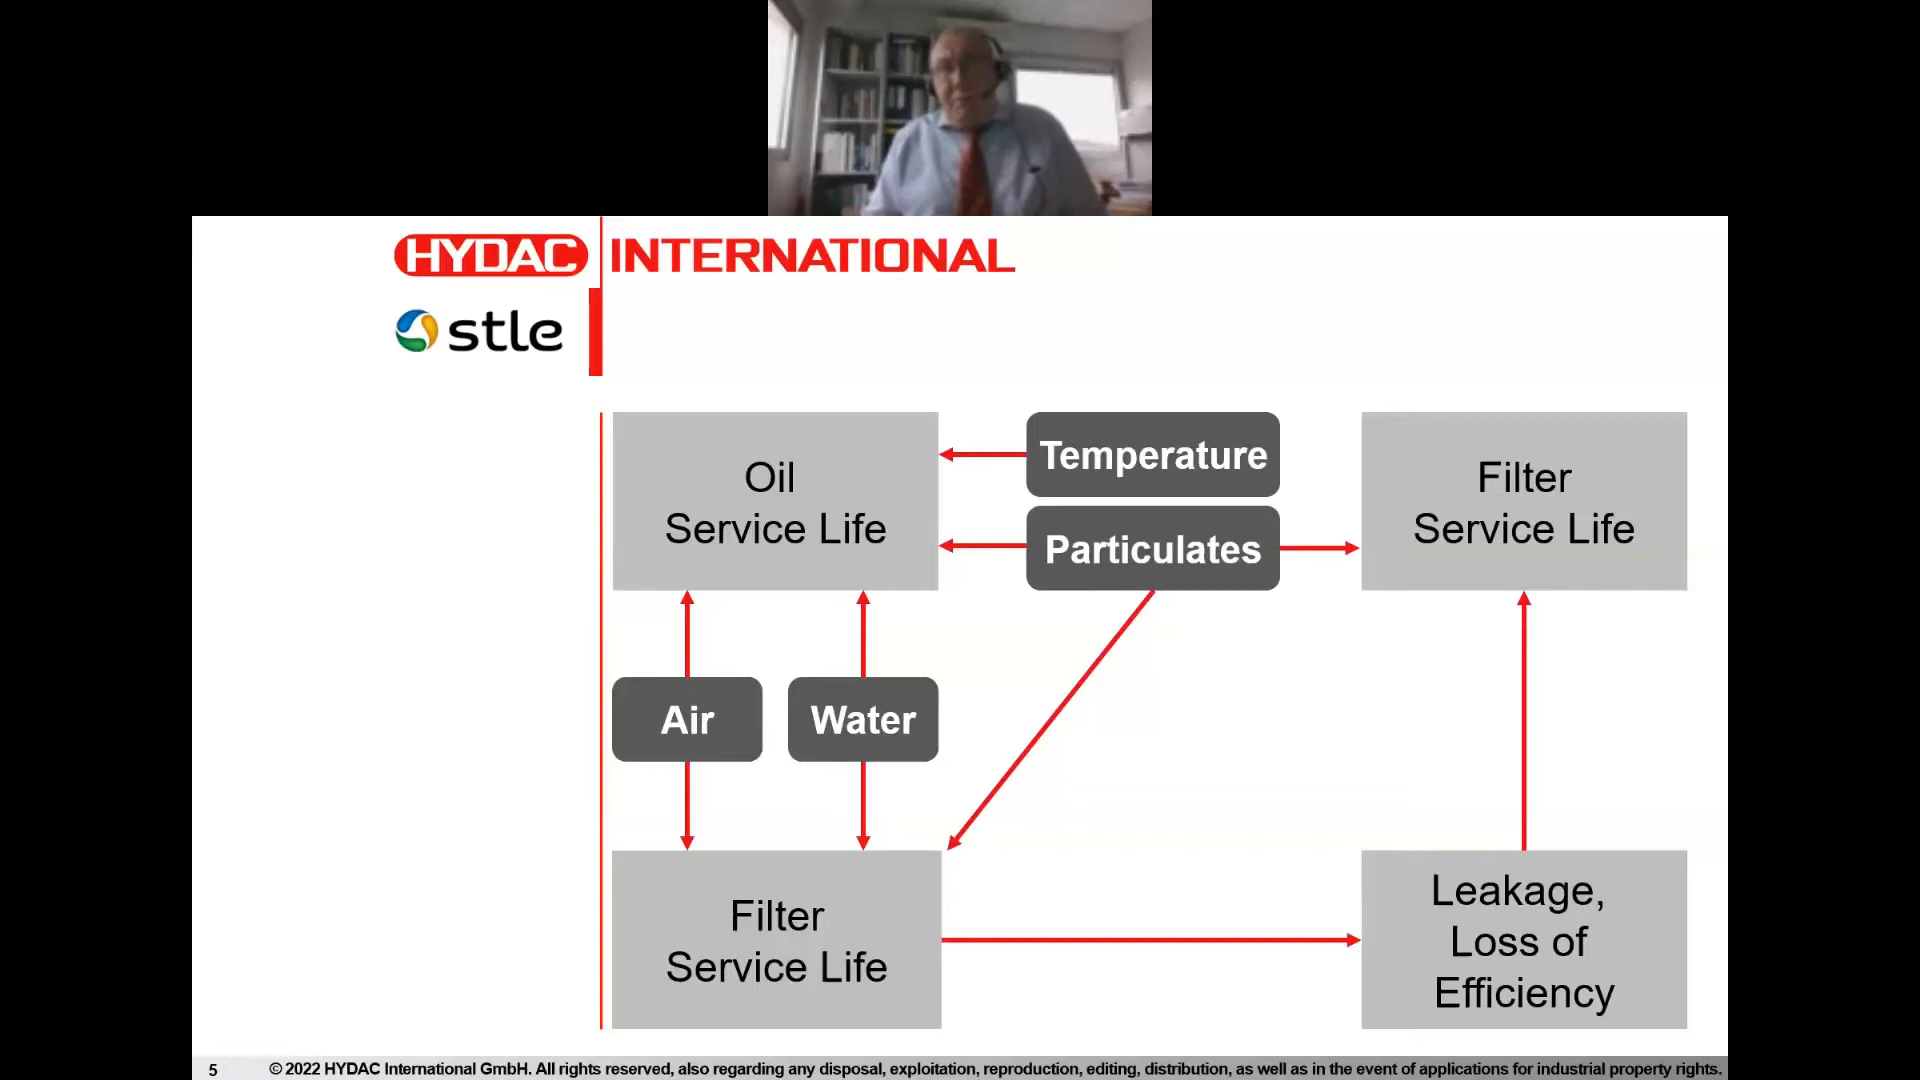 HYDAC INTERNATIONAL
stle
Oil
Service Life
Temperature
Particulates
Filter
Service Life
Air
Water
Filter
Service Life
Leakage,
Loss of
Efficiency
5
© 2022 HYDAC International GmbH. All rights reserved, also regarding any disposal, exploitation, reproduction, editing, distribution, as well as in the event of applications for industrial property rights.